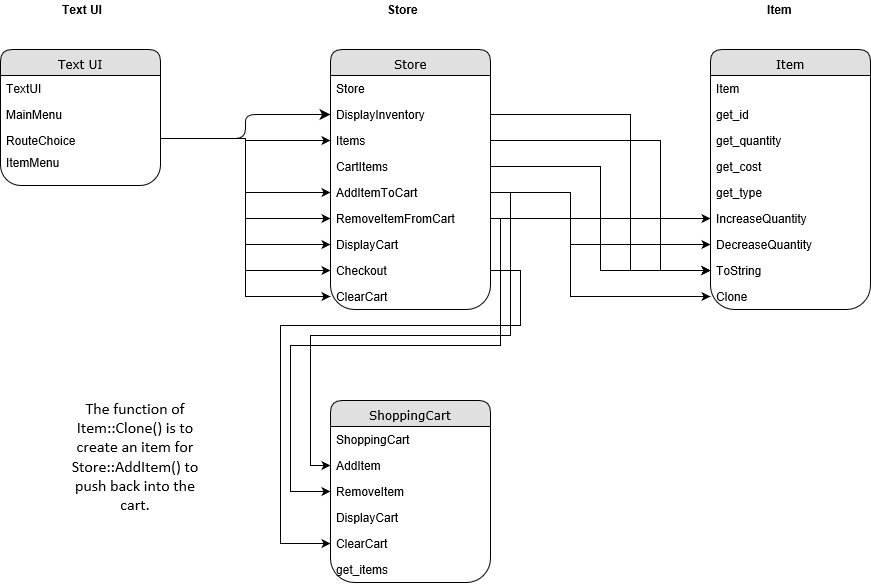 Text UI
Store
Item
Text UI
TextUI
MainMenu
RouteChoice
ItemMenu
Store
Store
DisplayInventory
Items
CartItems
AddItemToCart
RemoveItemFromCart
DisplayCart
Checkout
ClearCart
Item
Item
get_id
get_quantity
get_cost
get_type
IncreaseQuantity
DecreaseQuantity
ToString
Clone
The function of
Item::Clone() is to
create an item for
Store::AddItem() to
push back into the
cart.
ShoppingCart
ShoppingCart
AddItem
RemoveItem
DisplayCart
ClearCart
get_items